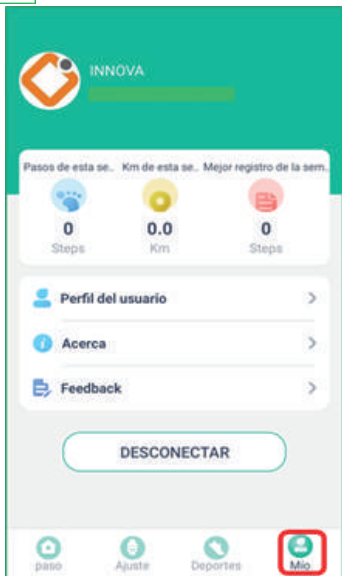 INNOVA
Pasos de esta se.. Km de esta se.. Mejor registro de la sem..
0 0.0 0
Steps Km Steps
Perfil del usuario
Acerca
Feedback
DESCONECTAR
paso Ajuste Deportes Mio